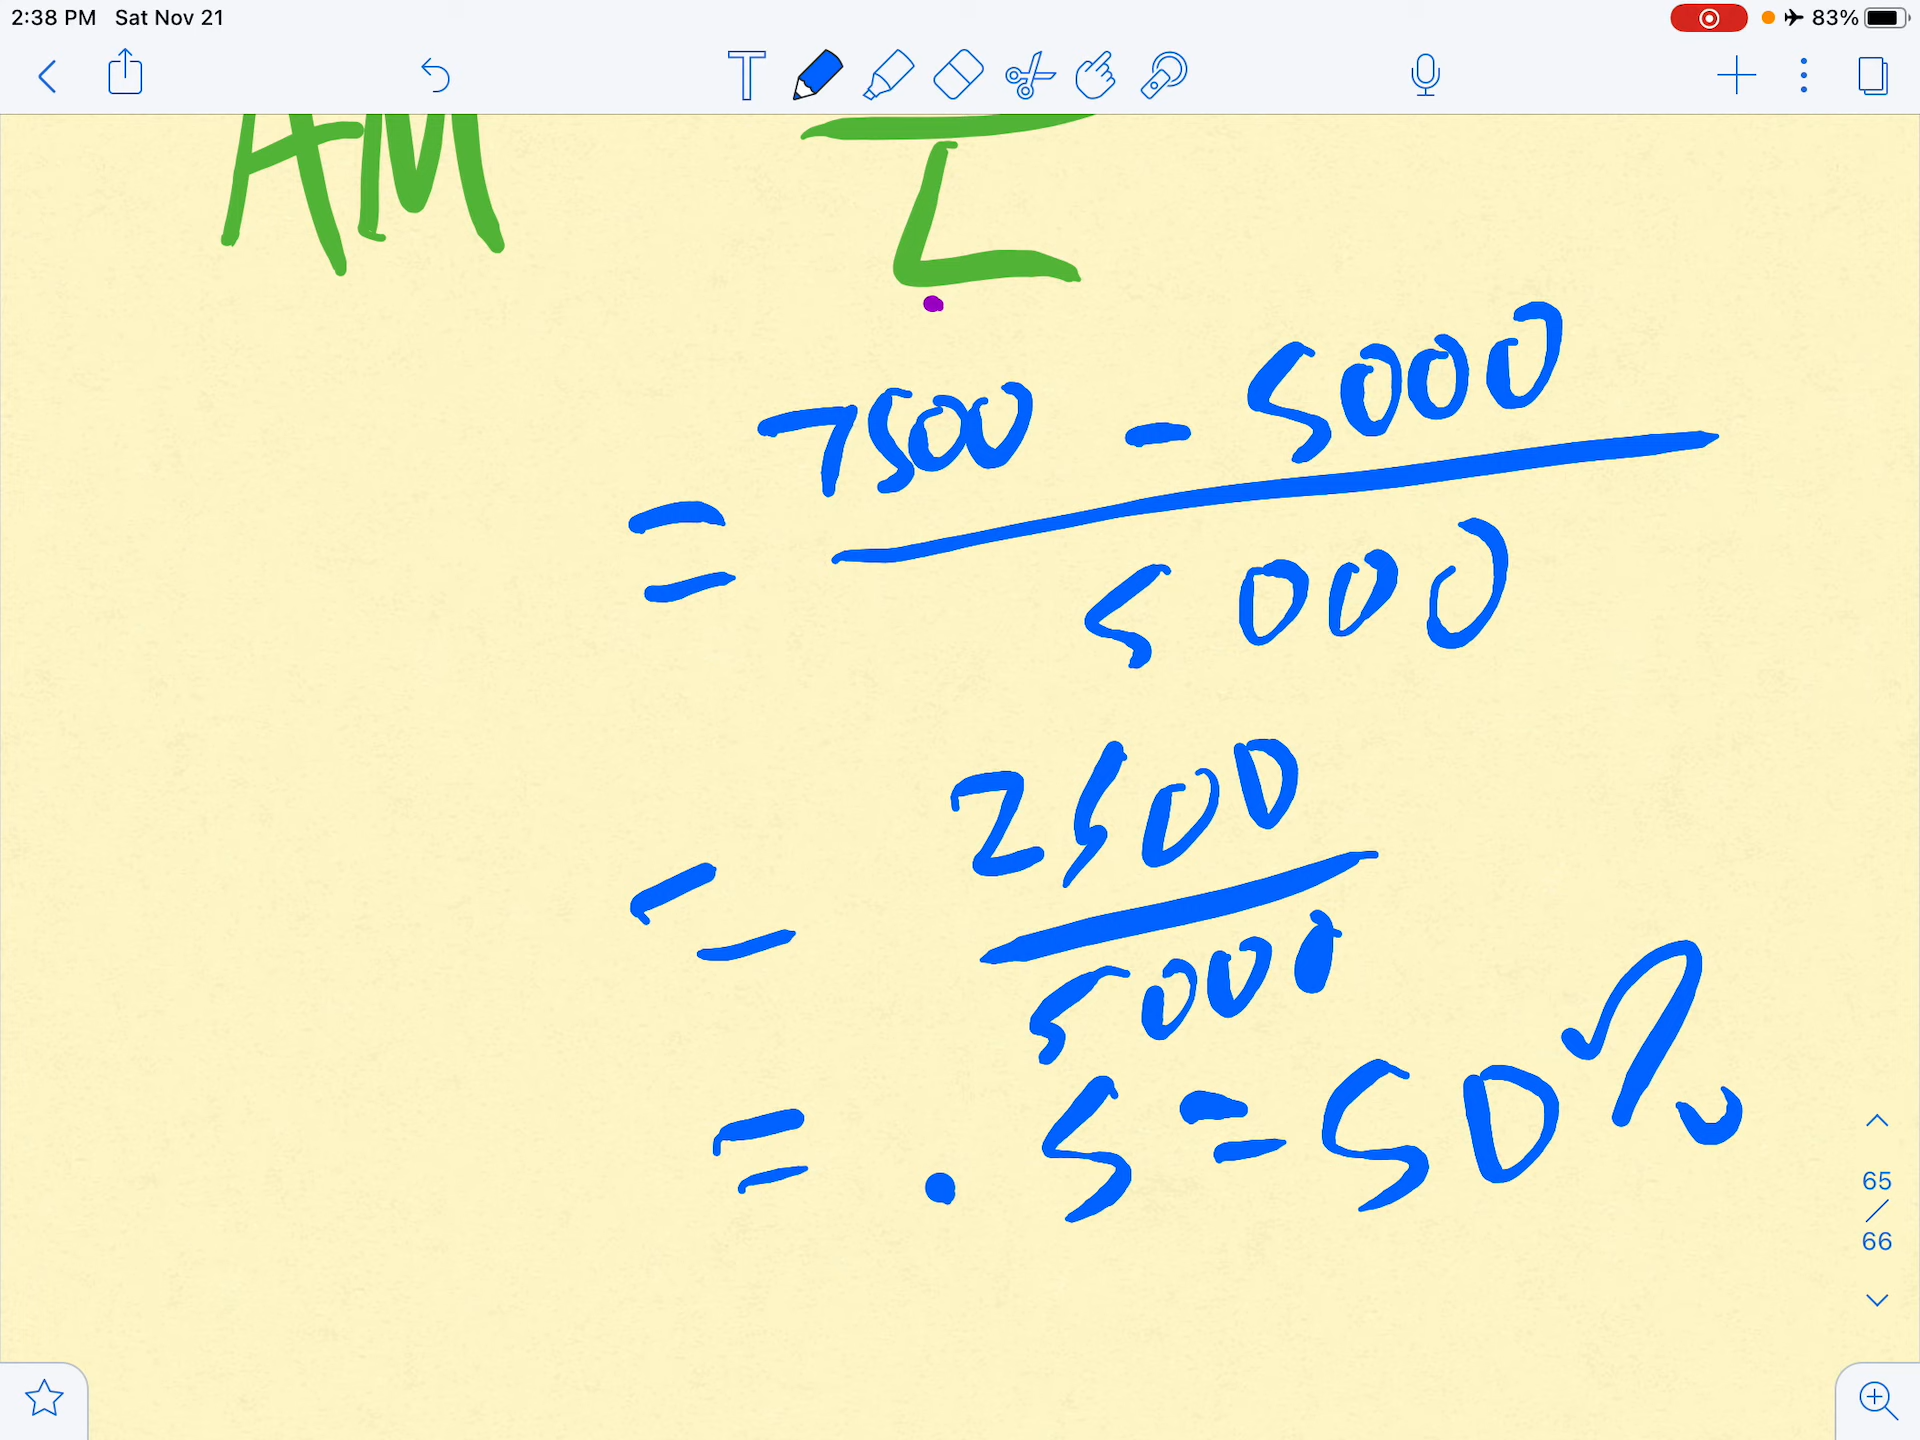 2:38 PM Sat Nov 21
83%
T
AM
L
= 7500 - 5000
5000
= 2500
5000
= .5 = 50%
65
/
66